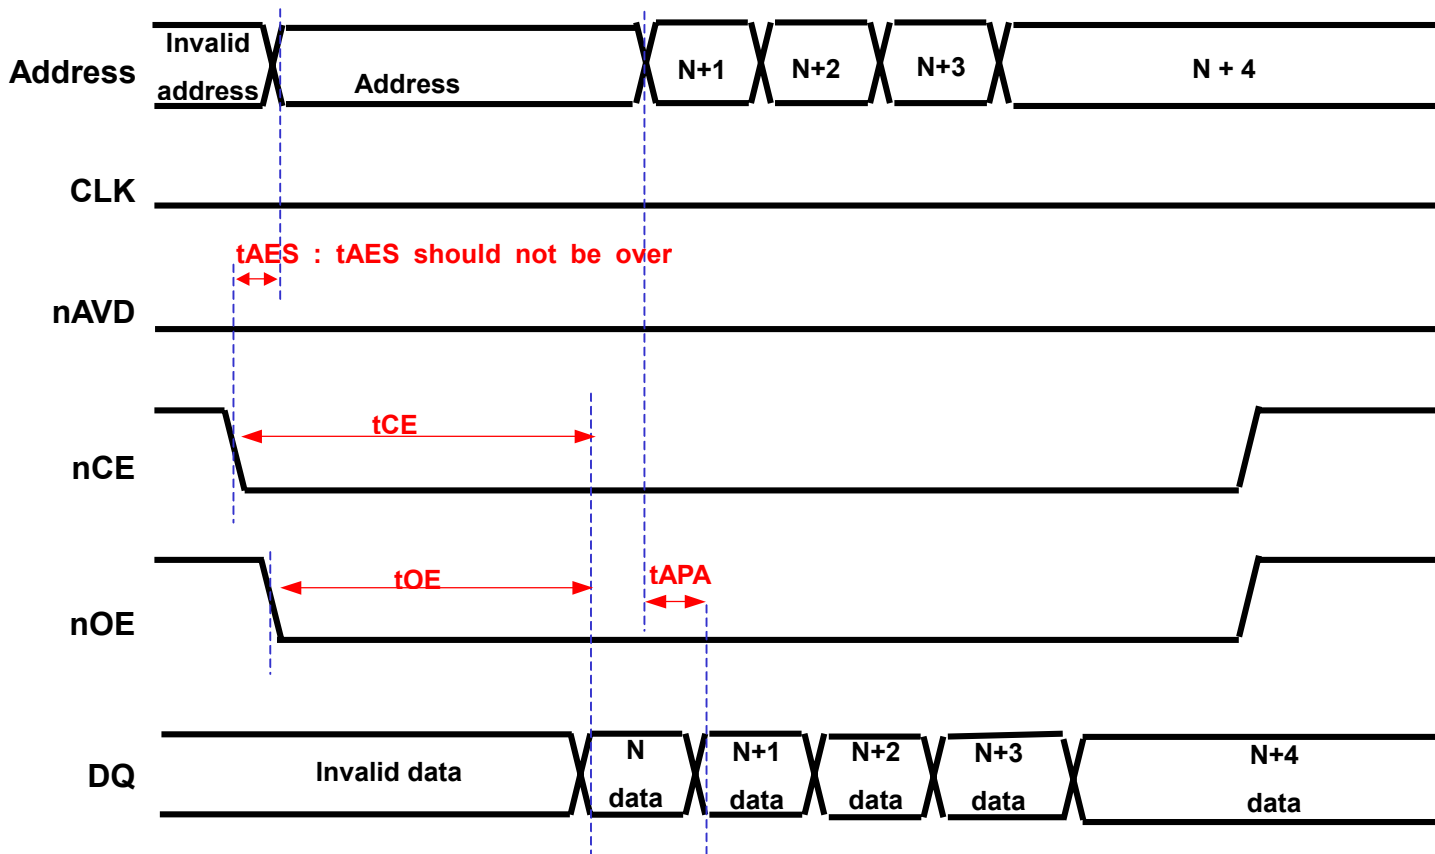 Address
Invalid
address
Address
N+1
N+2
N+3
N + 4
CLK
tAES : tAES should not be over
nAVD
nCE
tCE
nOE
tOE
tAPA
DQ
Invalid data
N
data
N+1
data
N+2
data
N+3
data
N+4
data